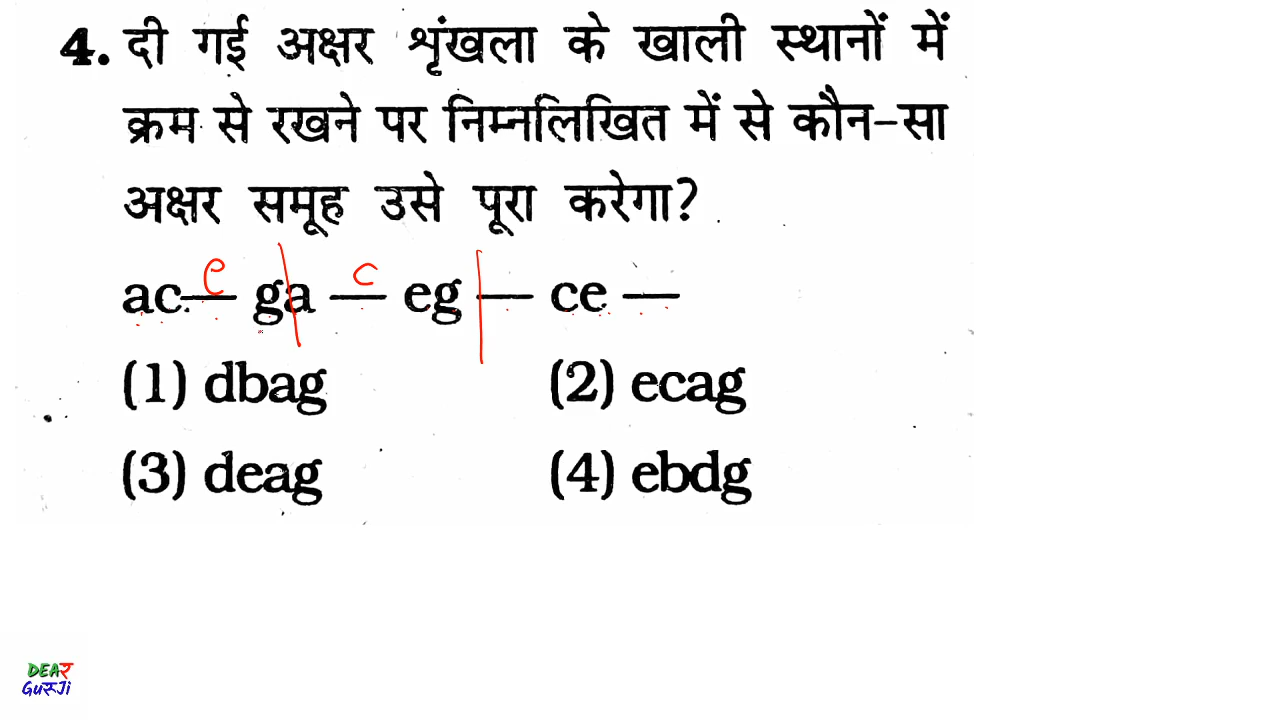 4. दी गई अक्षर शृंखला के खाली स्थानों में
क्रम से रखने पर निम्नलिखित में से कौन-सा
अक्षर समूह उसे पूरा करेगा?
e c
ac— ga — eg — ce —
(1) dbag (2) ecag
(3) deag (4) ebdg
DEAR
GuruJi